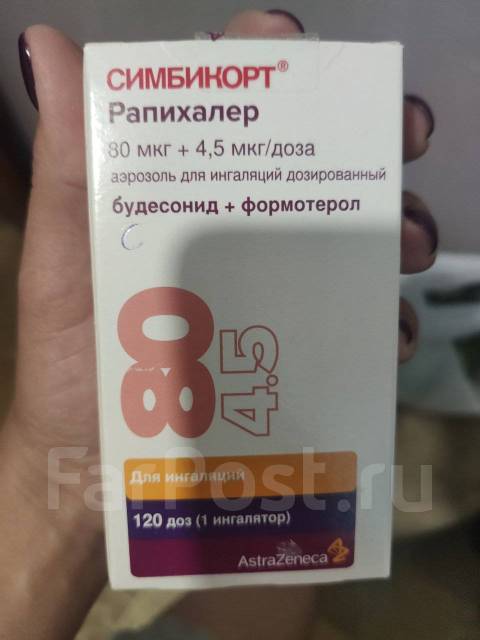 СИМБИКОРТ®
Рапихалер
80 мкг + 4,5 мкг/доза
аэрозоль для ингаляций дозированный
будесонид + формотерол
80
4.5
Для ингаляций
FarPost.ru
120 доз (1 ингалятор)
AstraZeneca